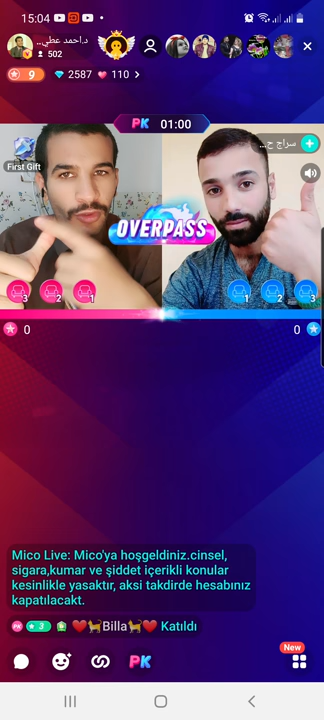 15:04
د.احمد عطي..
502
9
2587
110
PK 01:00
First Gift
سراج ح...
OVERPASS
3 2 1
1 2 3
0
0
Mico Live: Mico'ya hoşgeldiniz.cinsel,
sigara,kumar ve şiddet içerikli konular
kesinlikle yasaktır, aksi takdirde hesabınız
kapatılacakt.
PK 3 ❤️🐈Billa🐈❤️ Katıldı
New
PK